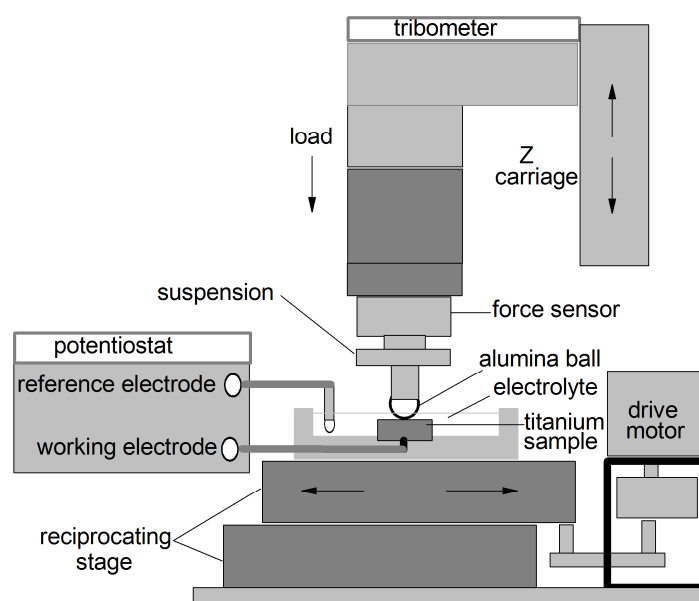 tribometer
load
Z
carriage
suspension
force sensor
potentiostat
alumina ball
reference electrode
electrolyte
drive
motor
titanium
sample
working electrode
reciprocating
stage